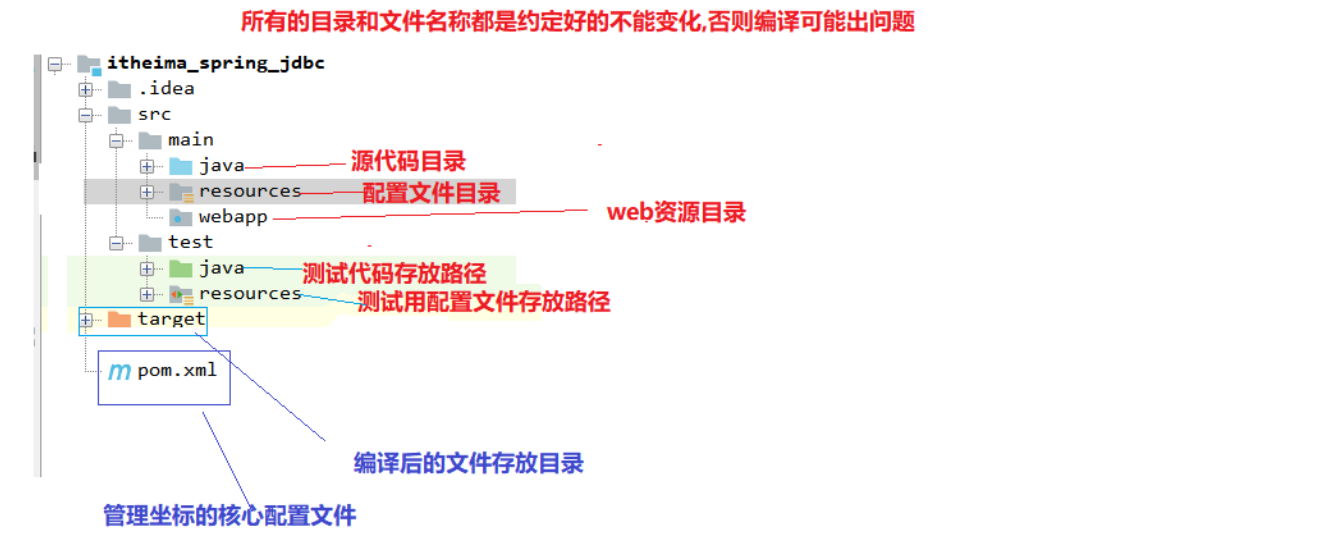 所有的目录和文件名称都是约定好的不能变化,否则编译可能出问题
itheima_spring_jdbc
.idea
src
main
java 源代码目录
resources 配置文件目录
webapp web资源目录
test
java 测试代码存放路径
resources 测试用配置文件存放路径
target
pom.xml
编译后的文件存放目录
管理坐标的核心配置文件